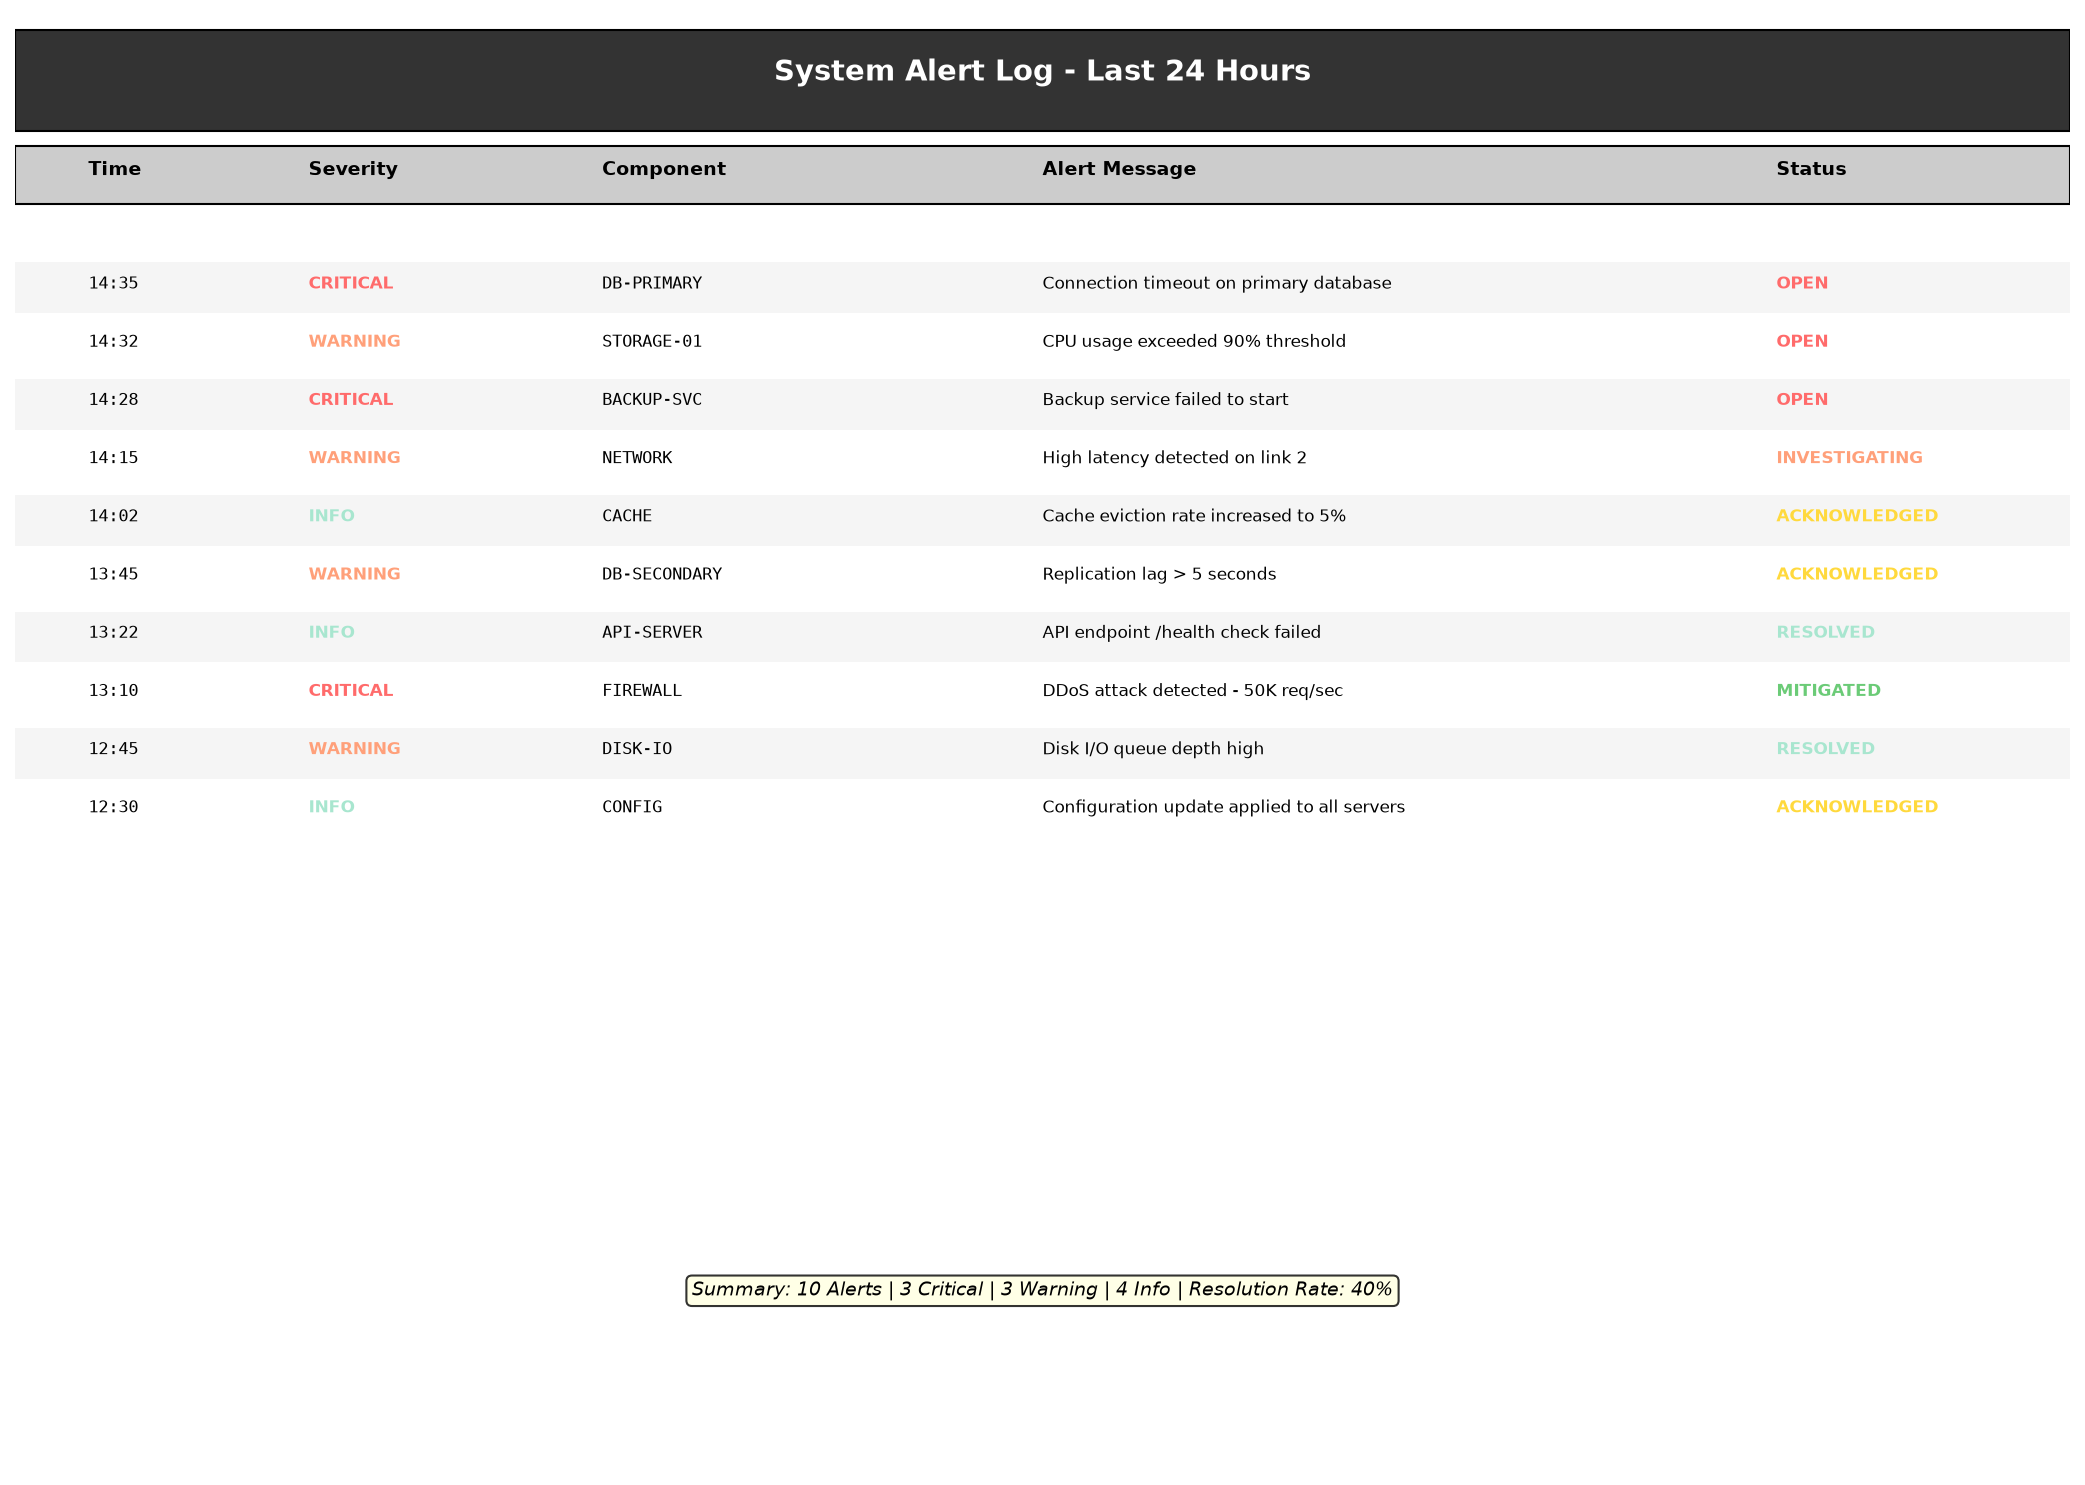 System Alert Log - Last 24 Hours
Time Severity Component Alert Message Status
14:35 CRITICAL DB-PRIMARY Connection timeout on primary database OPEN
14:32 WARNING STORAGE-01 CPU usage exceeded 90% threshold OPEN
14:28 CRITICAL BACKUP-SVC Backup service failed to start OPEN
14:15 WARNING NETWORK High latency detected on link 2 INVESTIGATING
14:02 INFO CACHE Cache eviction rate increased to 5% ACKNOWLEDGED
13:45 WARNING DB-SECONDARY Replication lag > 5 seconds ACKNOWLEDGED
13:22 INFO API-SERVER API endpoint /health check failed RESOLVED
13:10 CRITICAL FIREWALL DDoS attack detected - 50K req/sec MITIGATED
12:45 WARNING DISK-IO Disk I/O queue depth high RESOLVED
12:30 INFO CONFIG Configuration update applied to all servers ACKNOWLEDGED
Summary: 10 Alerts | 3 Critical | 3 Warning | 4 Info | Resolution Rate: 40%